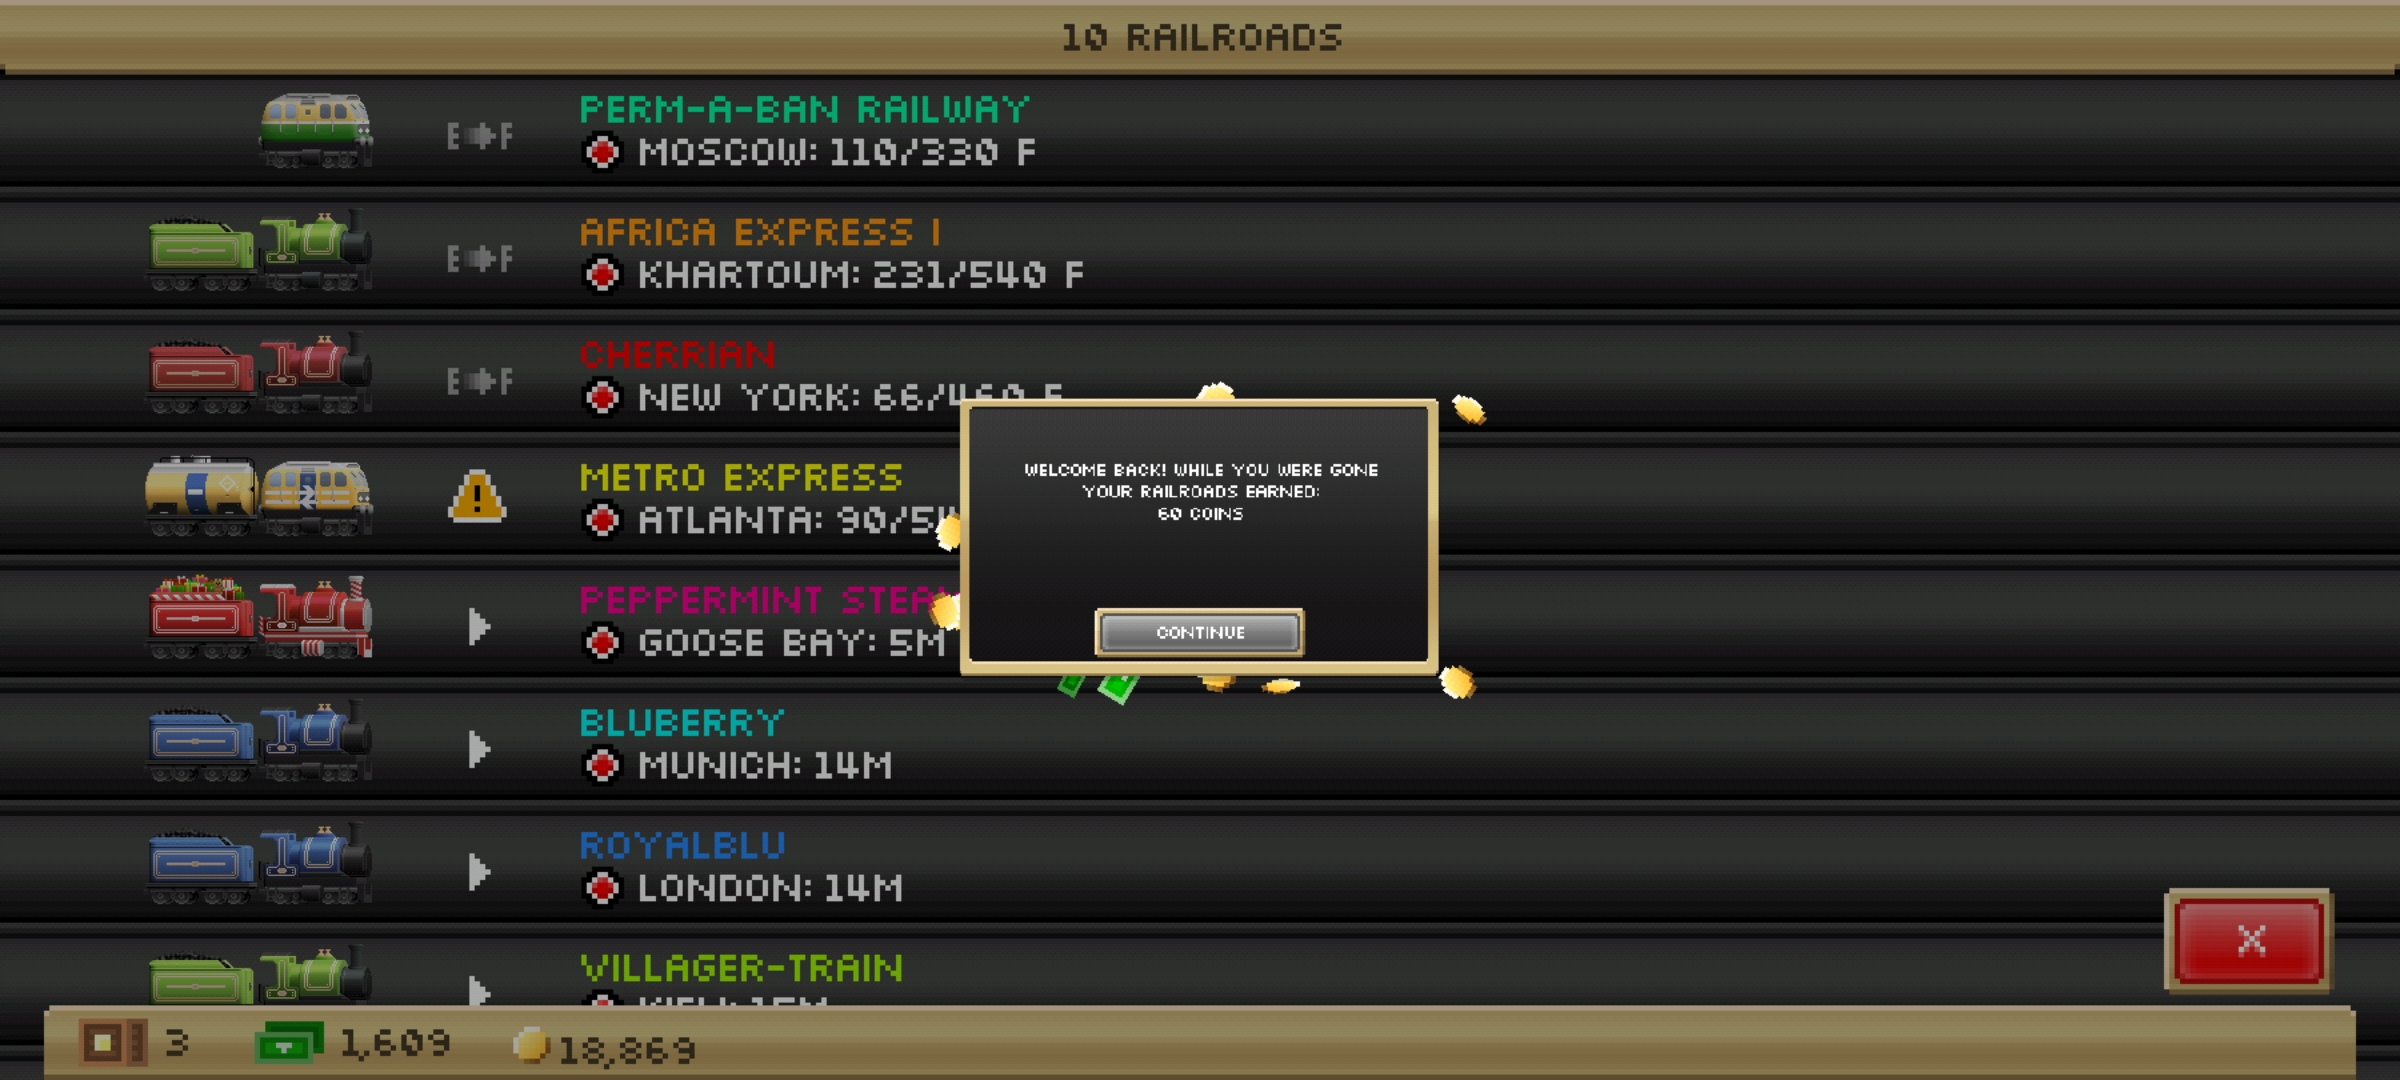 10 RAILROADS
PERM-A-BAN RAILWAY
E F
MOSCOW: 110/330 F
AFRICA EXPRESS I
E F
KHARTOUM: 231/540 F
CHERRIAN
E F
NEW YORK: 66/460 F
METRO EXPRESS
ATLANTA: 90/5
PEPPERMINT STEA
GOOSE BAY: 5M
WELCOME BACK! WHILE YOU WERE GONE
YOUR RAILROADS EARNED:
60 COINS
CONTINUE
BLUBERRY
MUNICH: 14M
ROYALBLU
LONDON: 14M
VILLAGER-TRAIN
X
3 1,609 18,869